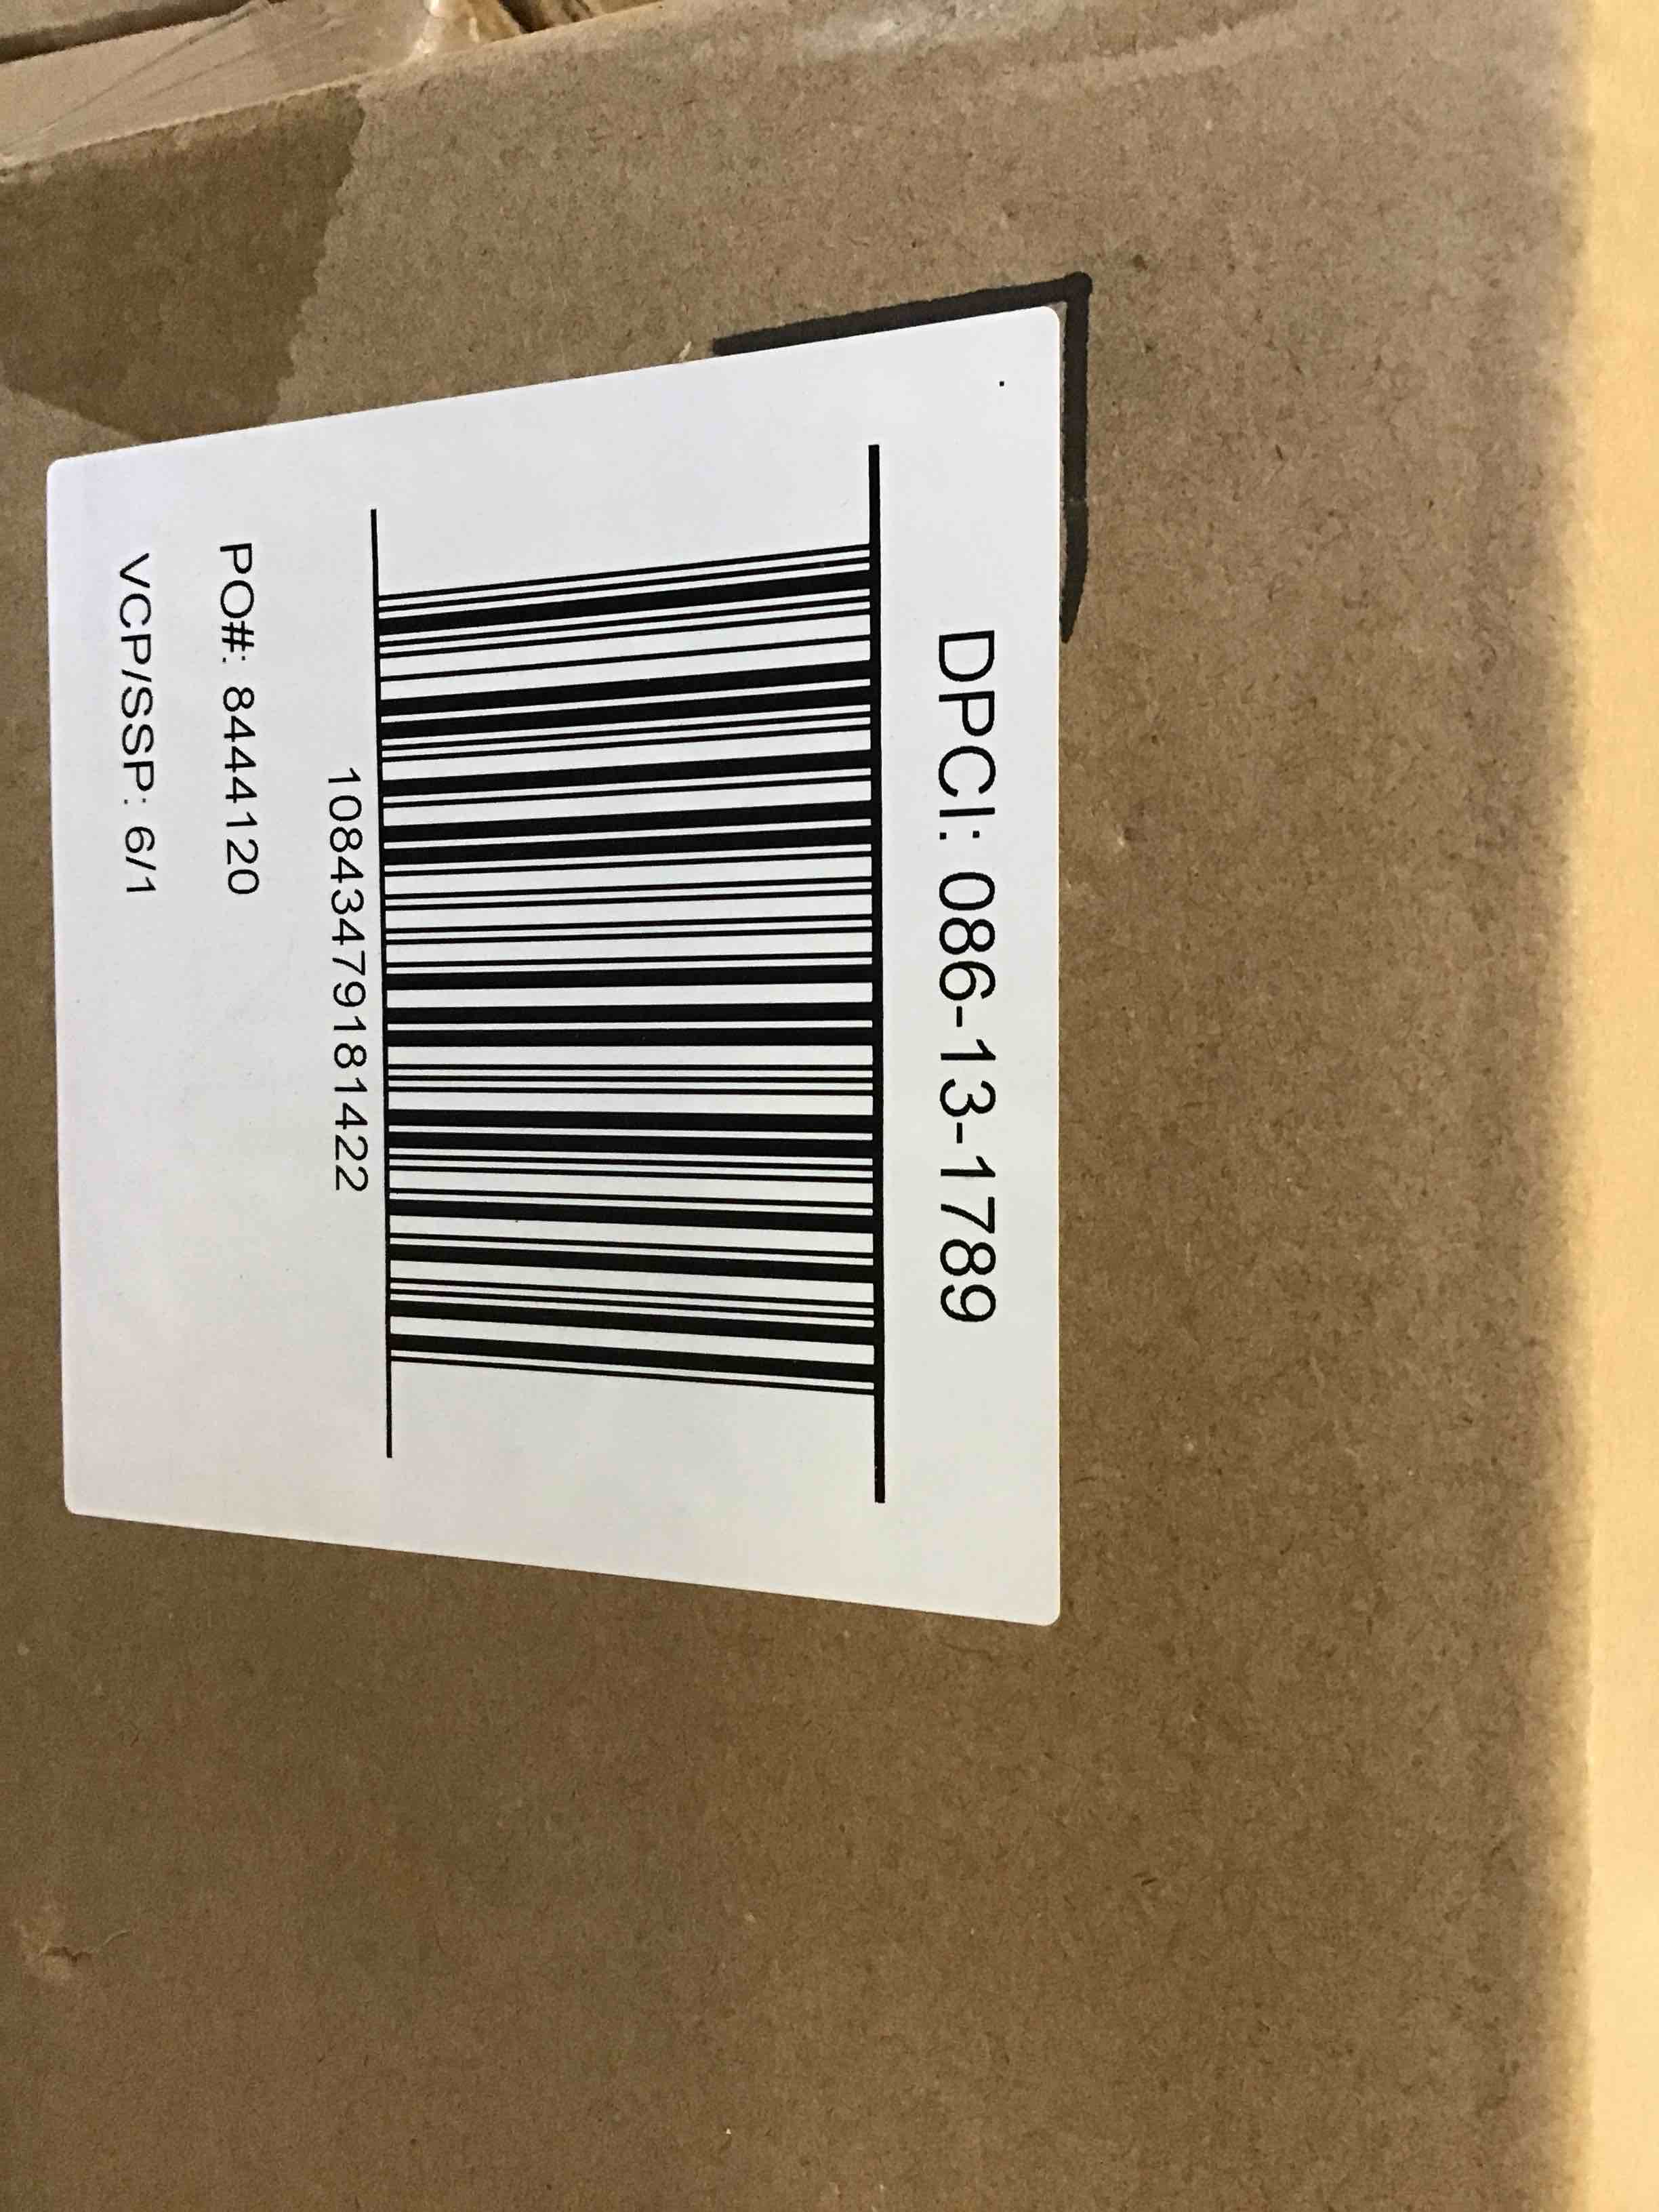 DPCI: 086-13-1789
10843479181422
PO#: 8444120
VCP/SSP: 6/1